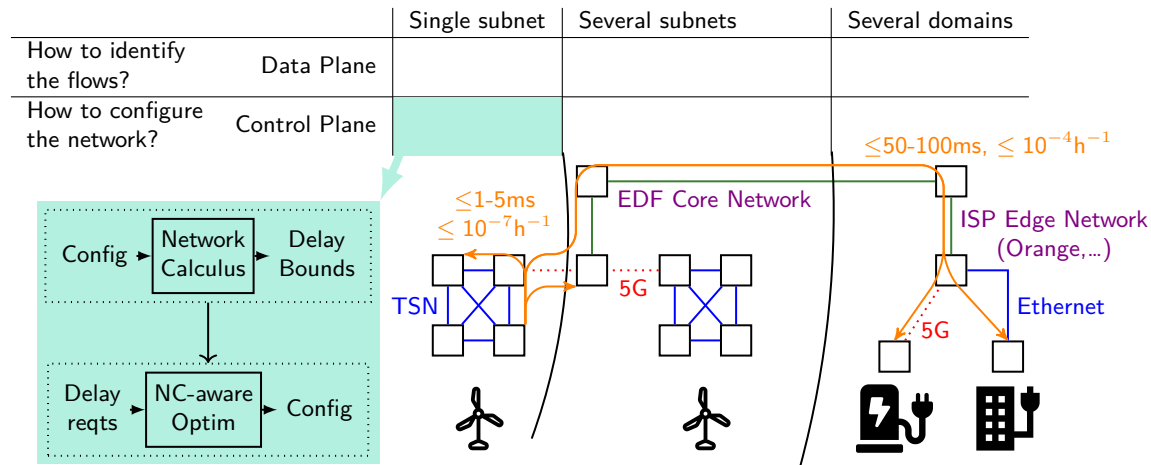 Single subnet
Several subnets
Several domains
How to identify
the flows?
Data Plane
How to configure
the network?
Control Plane
≤50-100ms, ≤ 10⁻⁴h⁻¹
≤1-5ms
≤ 10⁻⁷h⁻¹
EDF Core Network
ISP Edge Network
(Orange,...)
Config
Network
Calculus
Delay
Bounds
TSN
5G
Ethernet
5G
Delay
reqts
NC-aware
Optim
Config